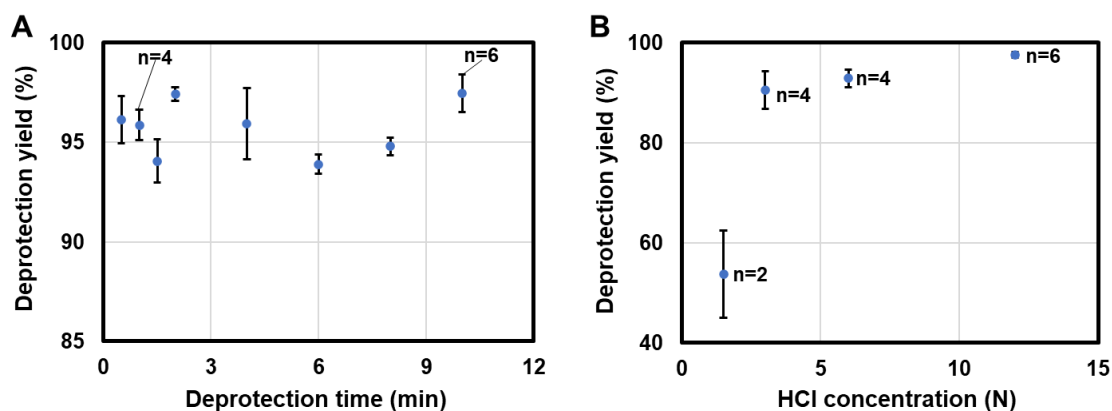 A
Deprotection yield (%)
100
95
90
85
n=4
n=6
0
3
6
9
12
Deprotection time (min)
B
Deprotection yield (%)
100
80
60
40
n=6
n=4
n=4
n=2
0
5
10
15
HCl concentration (N)